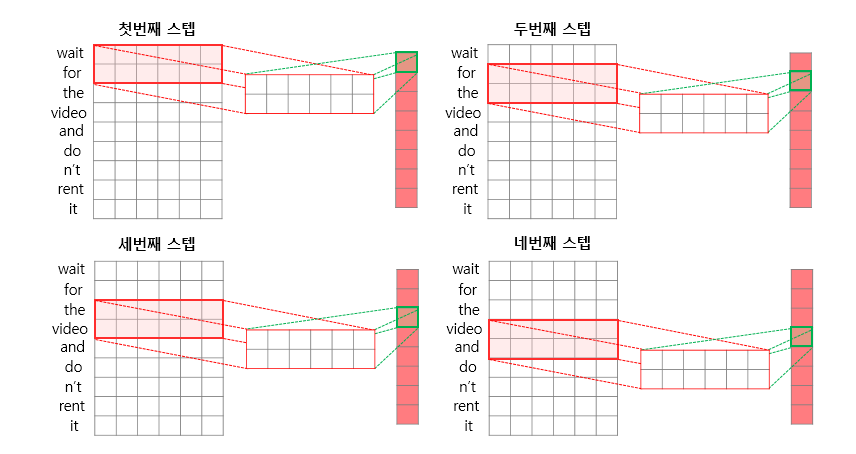 첫번째 스텝
wait
for
the
video
and
do
n't
rent
it
두번째 스텝
wait
for
the
video
and
do
n't
rent
it
세번째 스텝
wait
for
the
video
and
do
n't
rent
it
네번째 스텝
wait
for
the
video
and
do
n't
rent
it